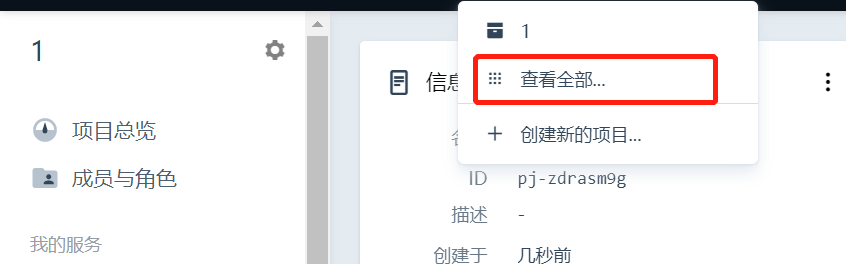 1
项目总览
成员与角色
我的服务
1
查看全部...
创建新的项目...
信息
ID pj-zdrasm9g
描述 -
创建于 几秒前